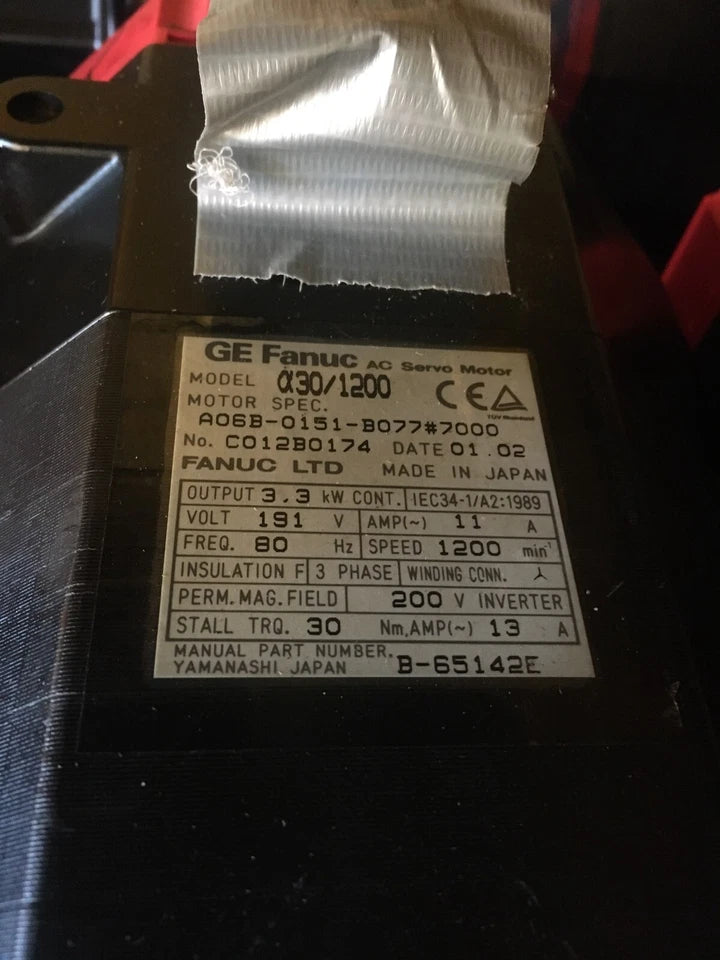 GE Fanuc AC Servo Motor
MODEL α30/1200
MOTOR SPEC.
CE
TÜV Rheinland
A06B-0151-B077#7000
No. C012B0174 DATE 01.02
FANUC LTD MADE IN JAPAN
OUTPUT 3.3 kW CONT. IEC34-1/A2:1989
VOLT 191 V AMP(~) 11 A
FREQ. 80 Hz SPEED 1200 min⁻¹
INSULATION F 3 PHASE WINDING CONN.
PERM.MAG.FIELD 200 V INVERTER
STALL TRQ. 30 Nm,AMP(~) 13 A
MANUAL PART NUMBER.
YAMANASHI JAPAN B-65142E